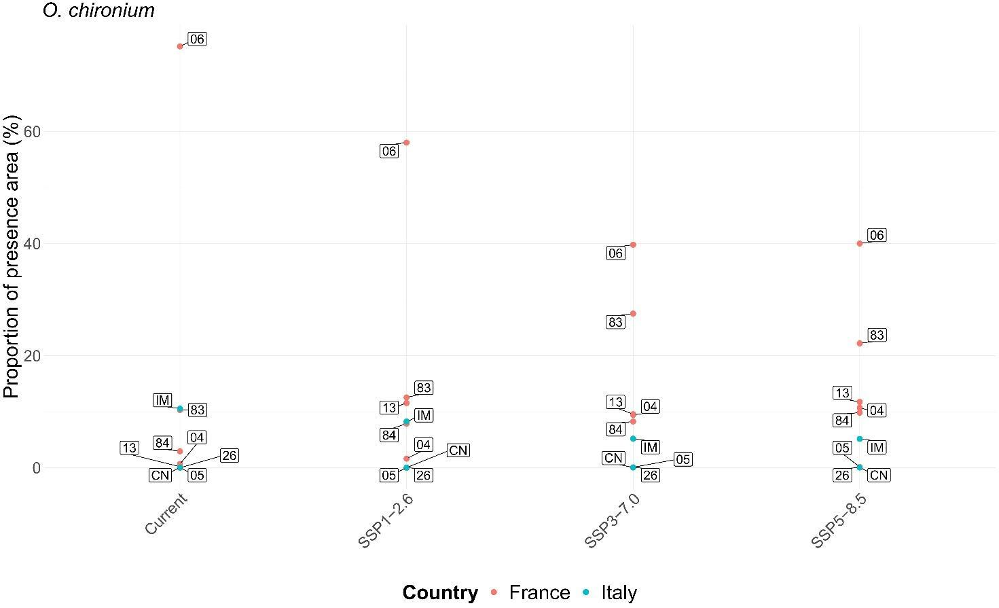 O. chironium
Proportion of presence area (%)
60
40
20
0
06
IM
83
84
04
13
26
CN
05
06
83
13
IM
84
04
CN
05
26
06
83
13
04
84
IM
CN
05
26
06
83
13
04
84
05
IM
26
CN
Current
SSP1−2.6
SSP3−7.0
SSP5−8.5
Country France Italy